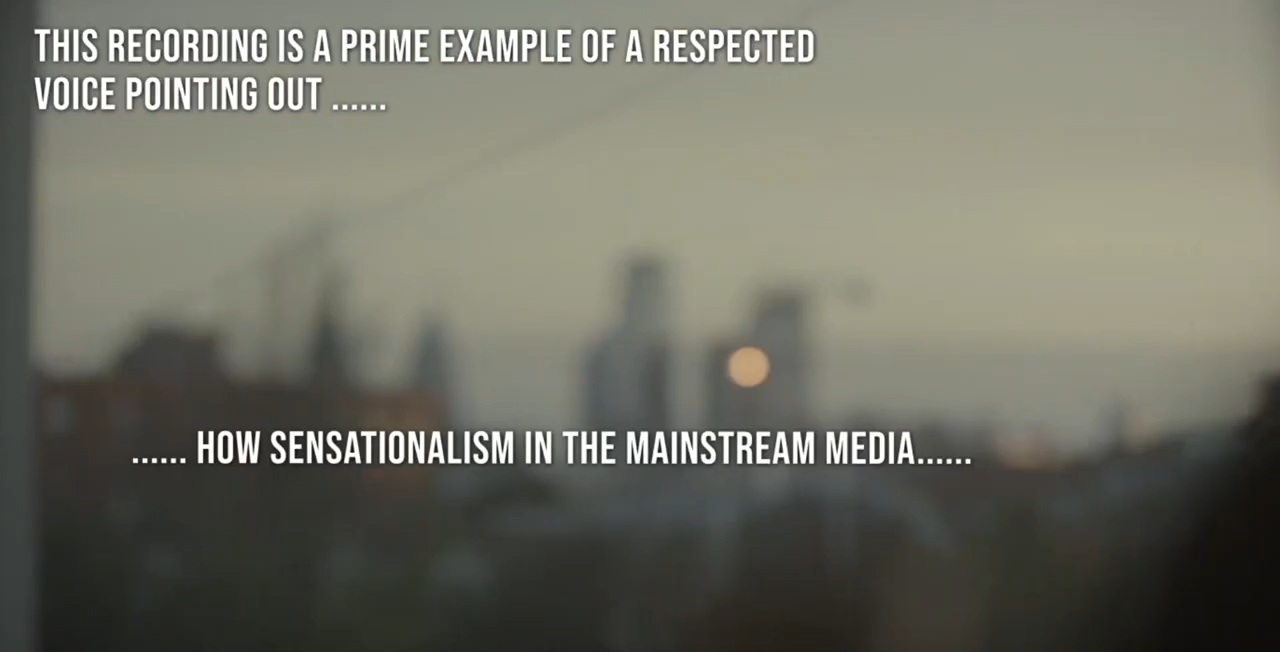 THIS RECORDING IS A PRIME EXAMPLE OF A RESPECTED
VOICE POINTING OUT ......
...... HOW SENSATIONALISM IN THE MAINSTREAM MEDIA......